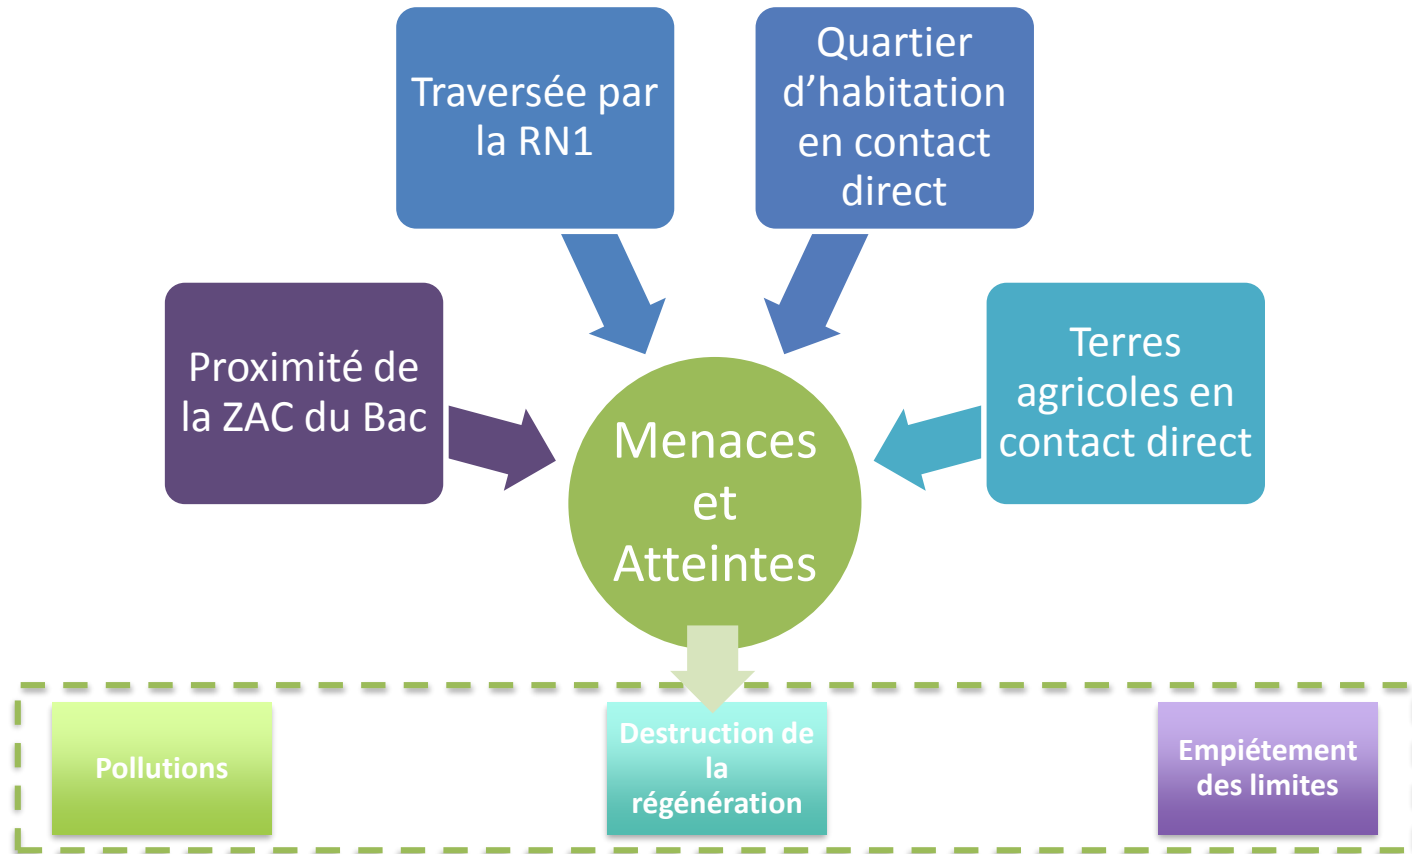 Traversée par
la RN1
Quartier
d’habitation
en contact
direct
Proximité de
la ZAC du Bac
Terres
agricoles en
contact direct
Menaces
et
Atteintes
Pollutions
Destruction de
la
régénération
Empiétement
des limites